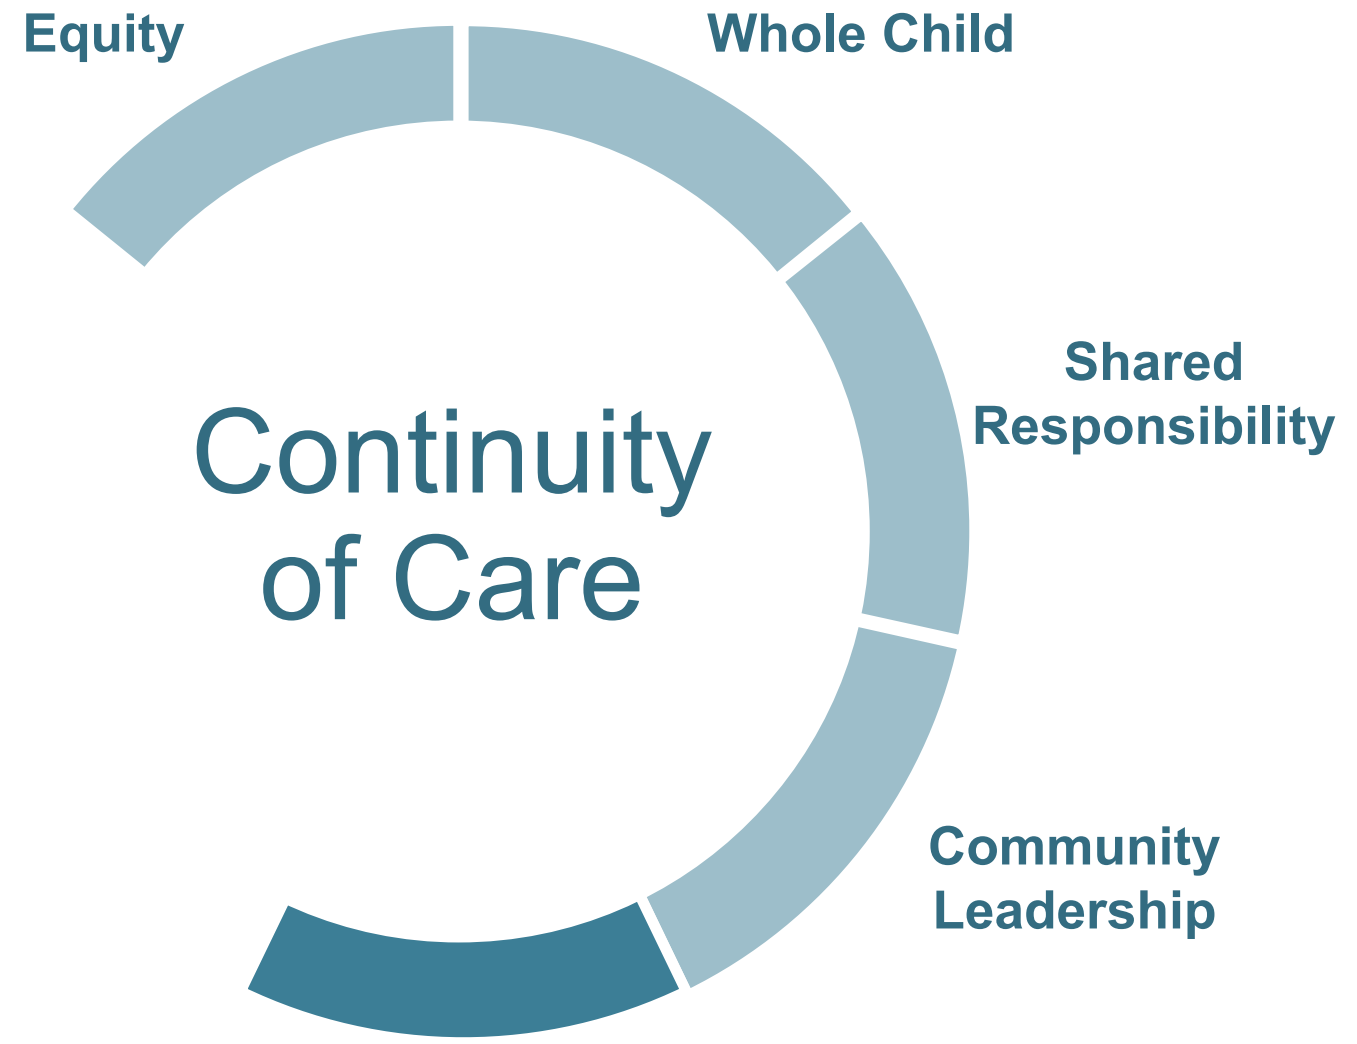 Equity
Whole Child
Shared
Responsibility
Continuity
of Care
Community
Leadership